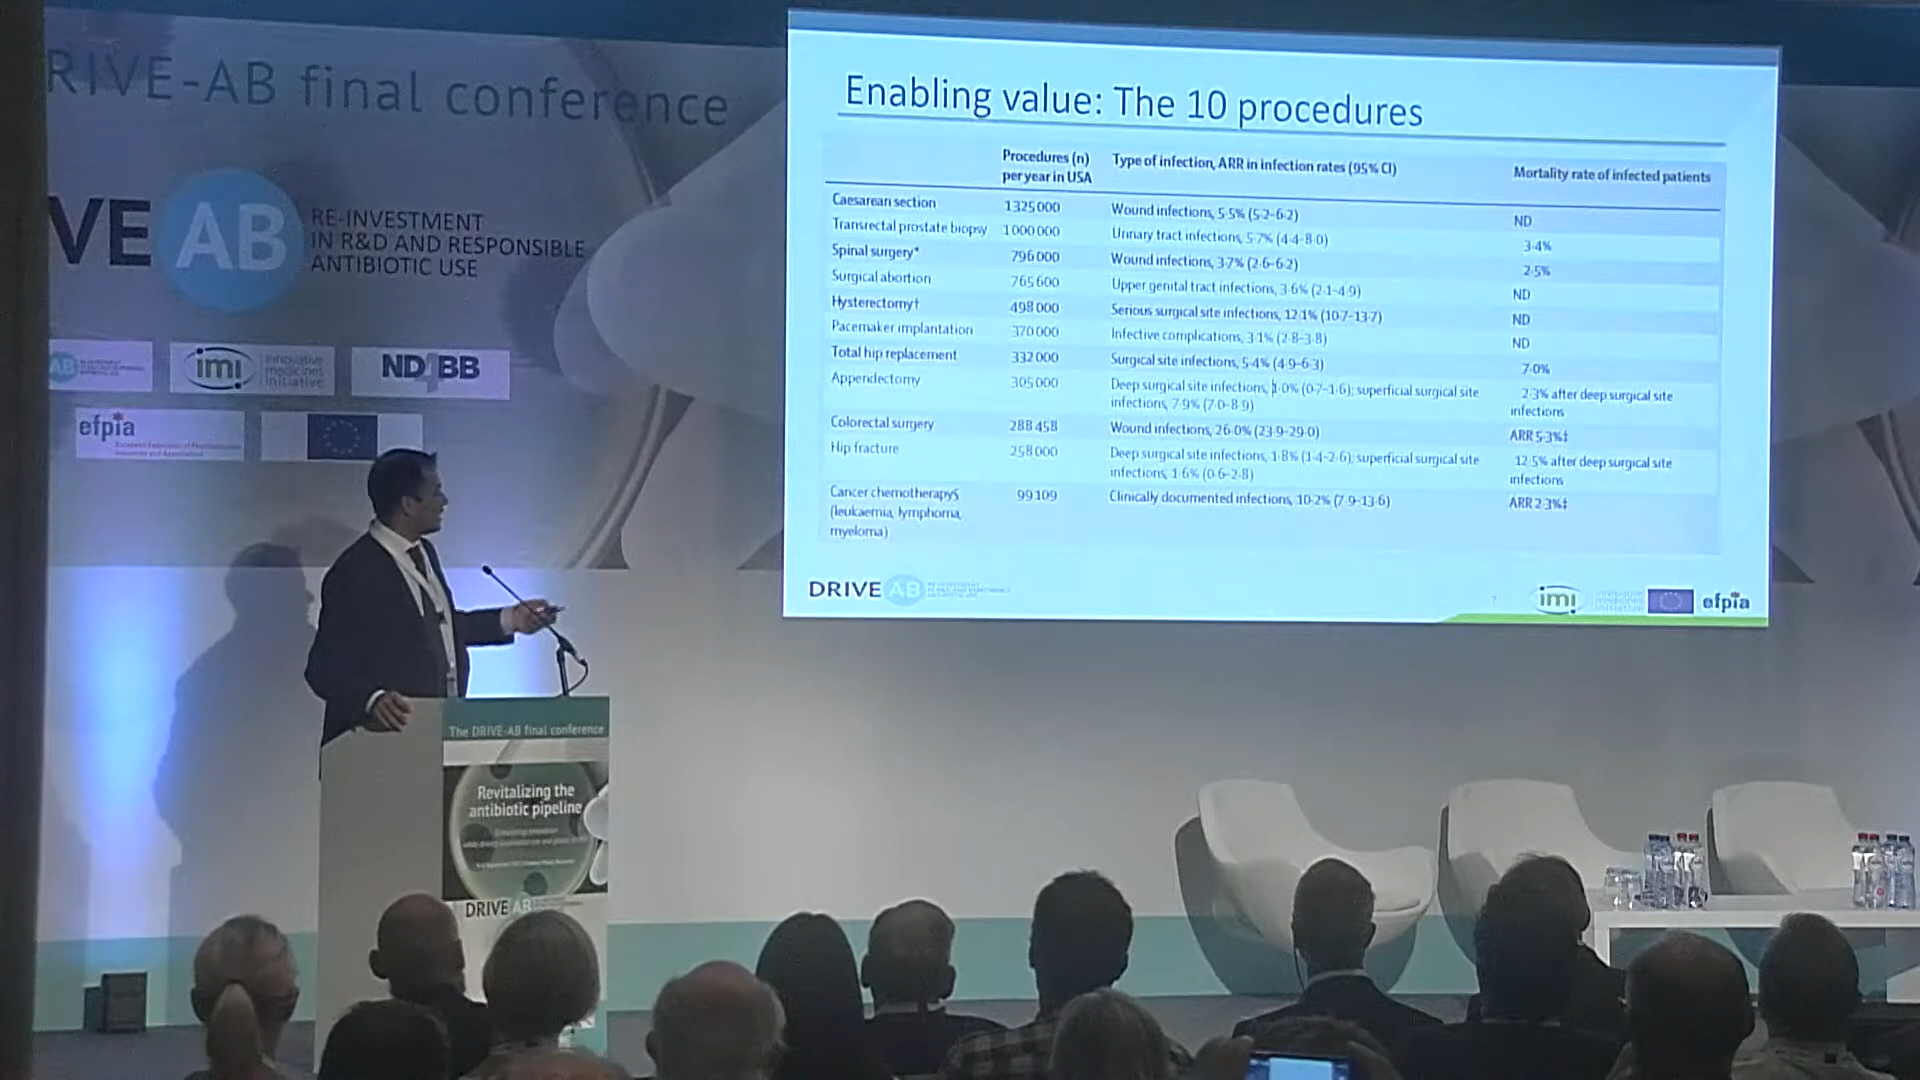 RIVE-AB final conference
VE AB
RE-INVESTMENT
IN R&D AND RESPONSIBLE
ANTIBIOTIC USE
AB
imi innovative
medicines
initiative
ND4BB
efpia
Enabling value: The 10 procedures
Procedures (n)
per year in USA
Type of infection, ARR in infection rates (95% CI)
Mortality rate of infected patients
Caesarean section 1325000 Wound infections, 5·5% (5·2–6·2) ND
Transrectal prostate biopsy 1000000 Urinary tract infections, 5·7% (4·4–8·0) 3·4%
Spinal surgery* 796000 Wound infections, 3·7% (2·6–6·2) 2·5%
Surgical abortion 765600 Upper genital tract infections, 3·6% (2·1–4·9) ND
Hysterectomy† 498000 Serious surgical site infections, 12·1% (10·7–13·7) ND
Pacemaker implantation 370000 Infective complications, 3·1% (2·8–3·8) ND
Total hip replacement 332000 Surgical site infections, 5·4% (4·9–6·3) 7·0%
Appendectomy 305000 Deep surgical site infections, 1·0% (0·7–1·6); superficial surgical site 2·3% after deep surgical site
infections, 7·9% (7·0–8·9) infections
Colorectal surgery 288458 Wound infections, 26·0% (23·9–29·0) ARR 5·3%‡
Hip fracture 258000 Deep surgical site infections, 1·8% (1·4–2·6); superficial surgical site 12·5% after deep surgical site
infections, 1·6% (0·6–2·8) infections
Cancer chemotherapy§ 99109 Clinically documented infections, 10·2% (7·9–13·6) ARR 2·3%‡
(leukaemia, lymphoma,
myeloma)
DRIVE AB
imi
efpia
The DRIVE-AB final conference
Revitalizing the
antibiotic pipeline
DRIVE AB